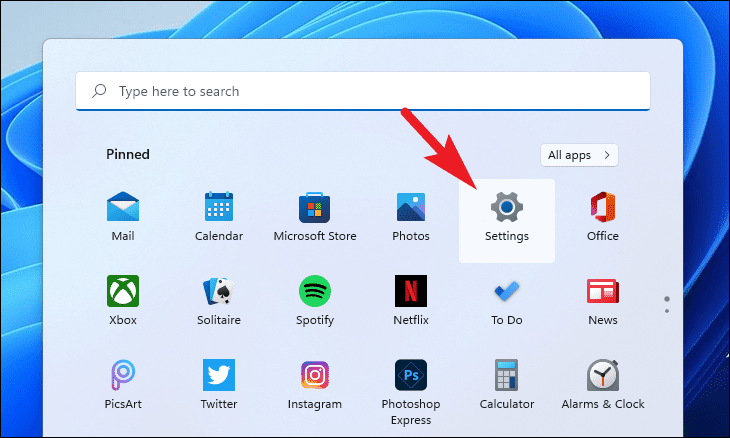 Type here to search
Pinned
All apps
Mail
Calendar
Microsoft Store
Photos
Settings
Office
Xbox
Solitaire
Spotify
Netflix
To Do
News
PicsArt
Twitter
Instagram
Photoshop
Express
Calculator
Alarms & Clock
N
Ps